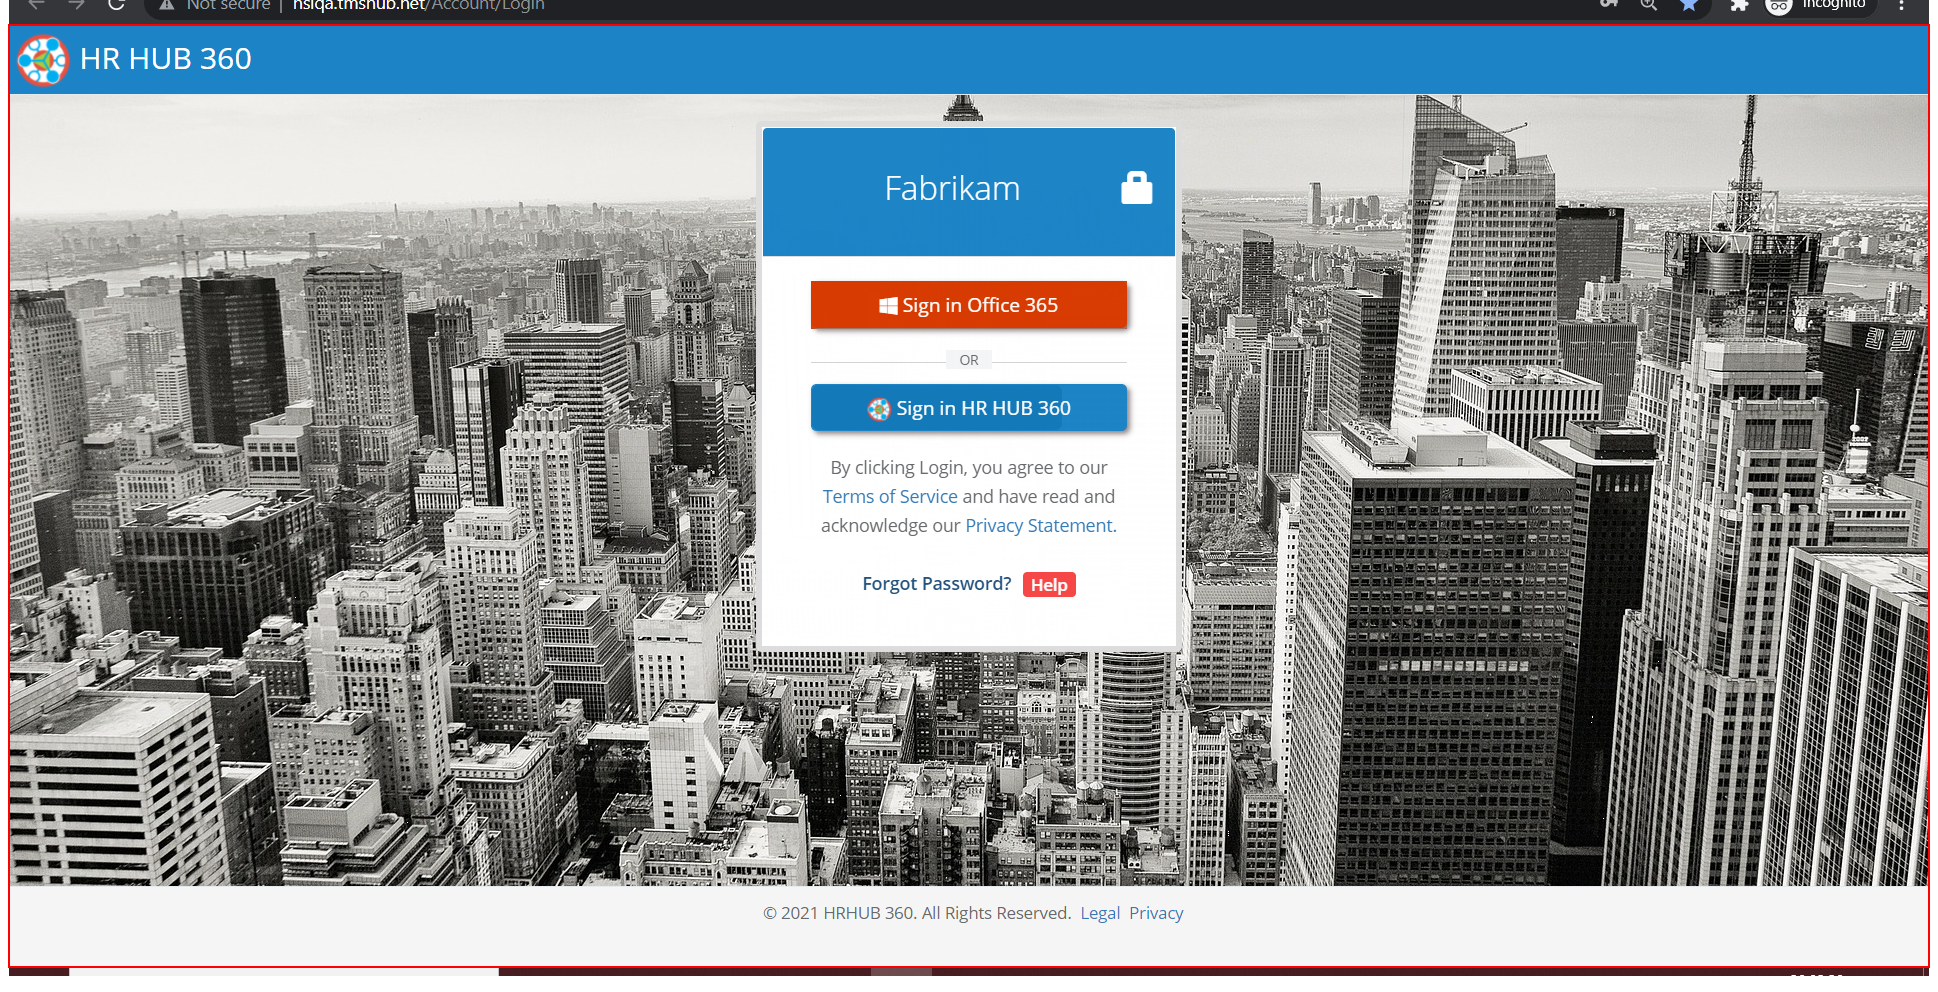 Not secure | hsiqa.tmshub.net/Account/Login
Incognito
HR HUB 360
Fabrikam
Sign in Office 365
OR
Sign in HR HUB 360
By clicking Login, you agree to our
Terms of Service and have read and
acknowledge our Privacy Statement.
Forgot Password? Help
© 2021 HRHUB 360. All Rights Reserved. Legal Privacy